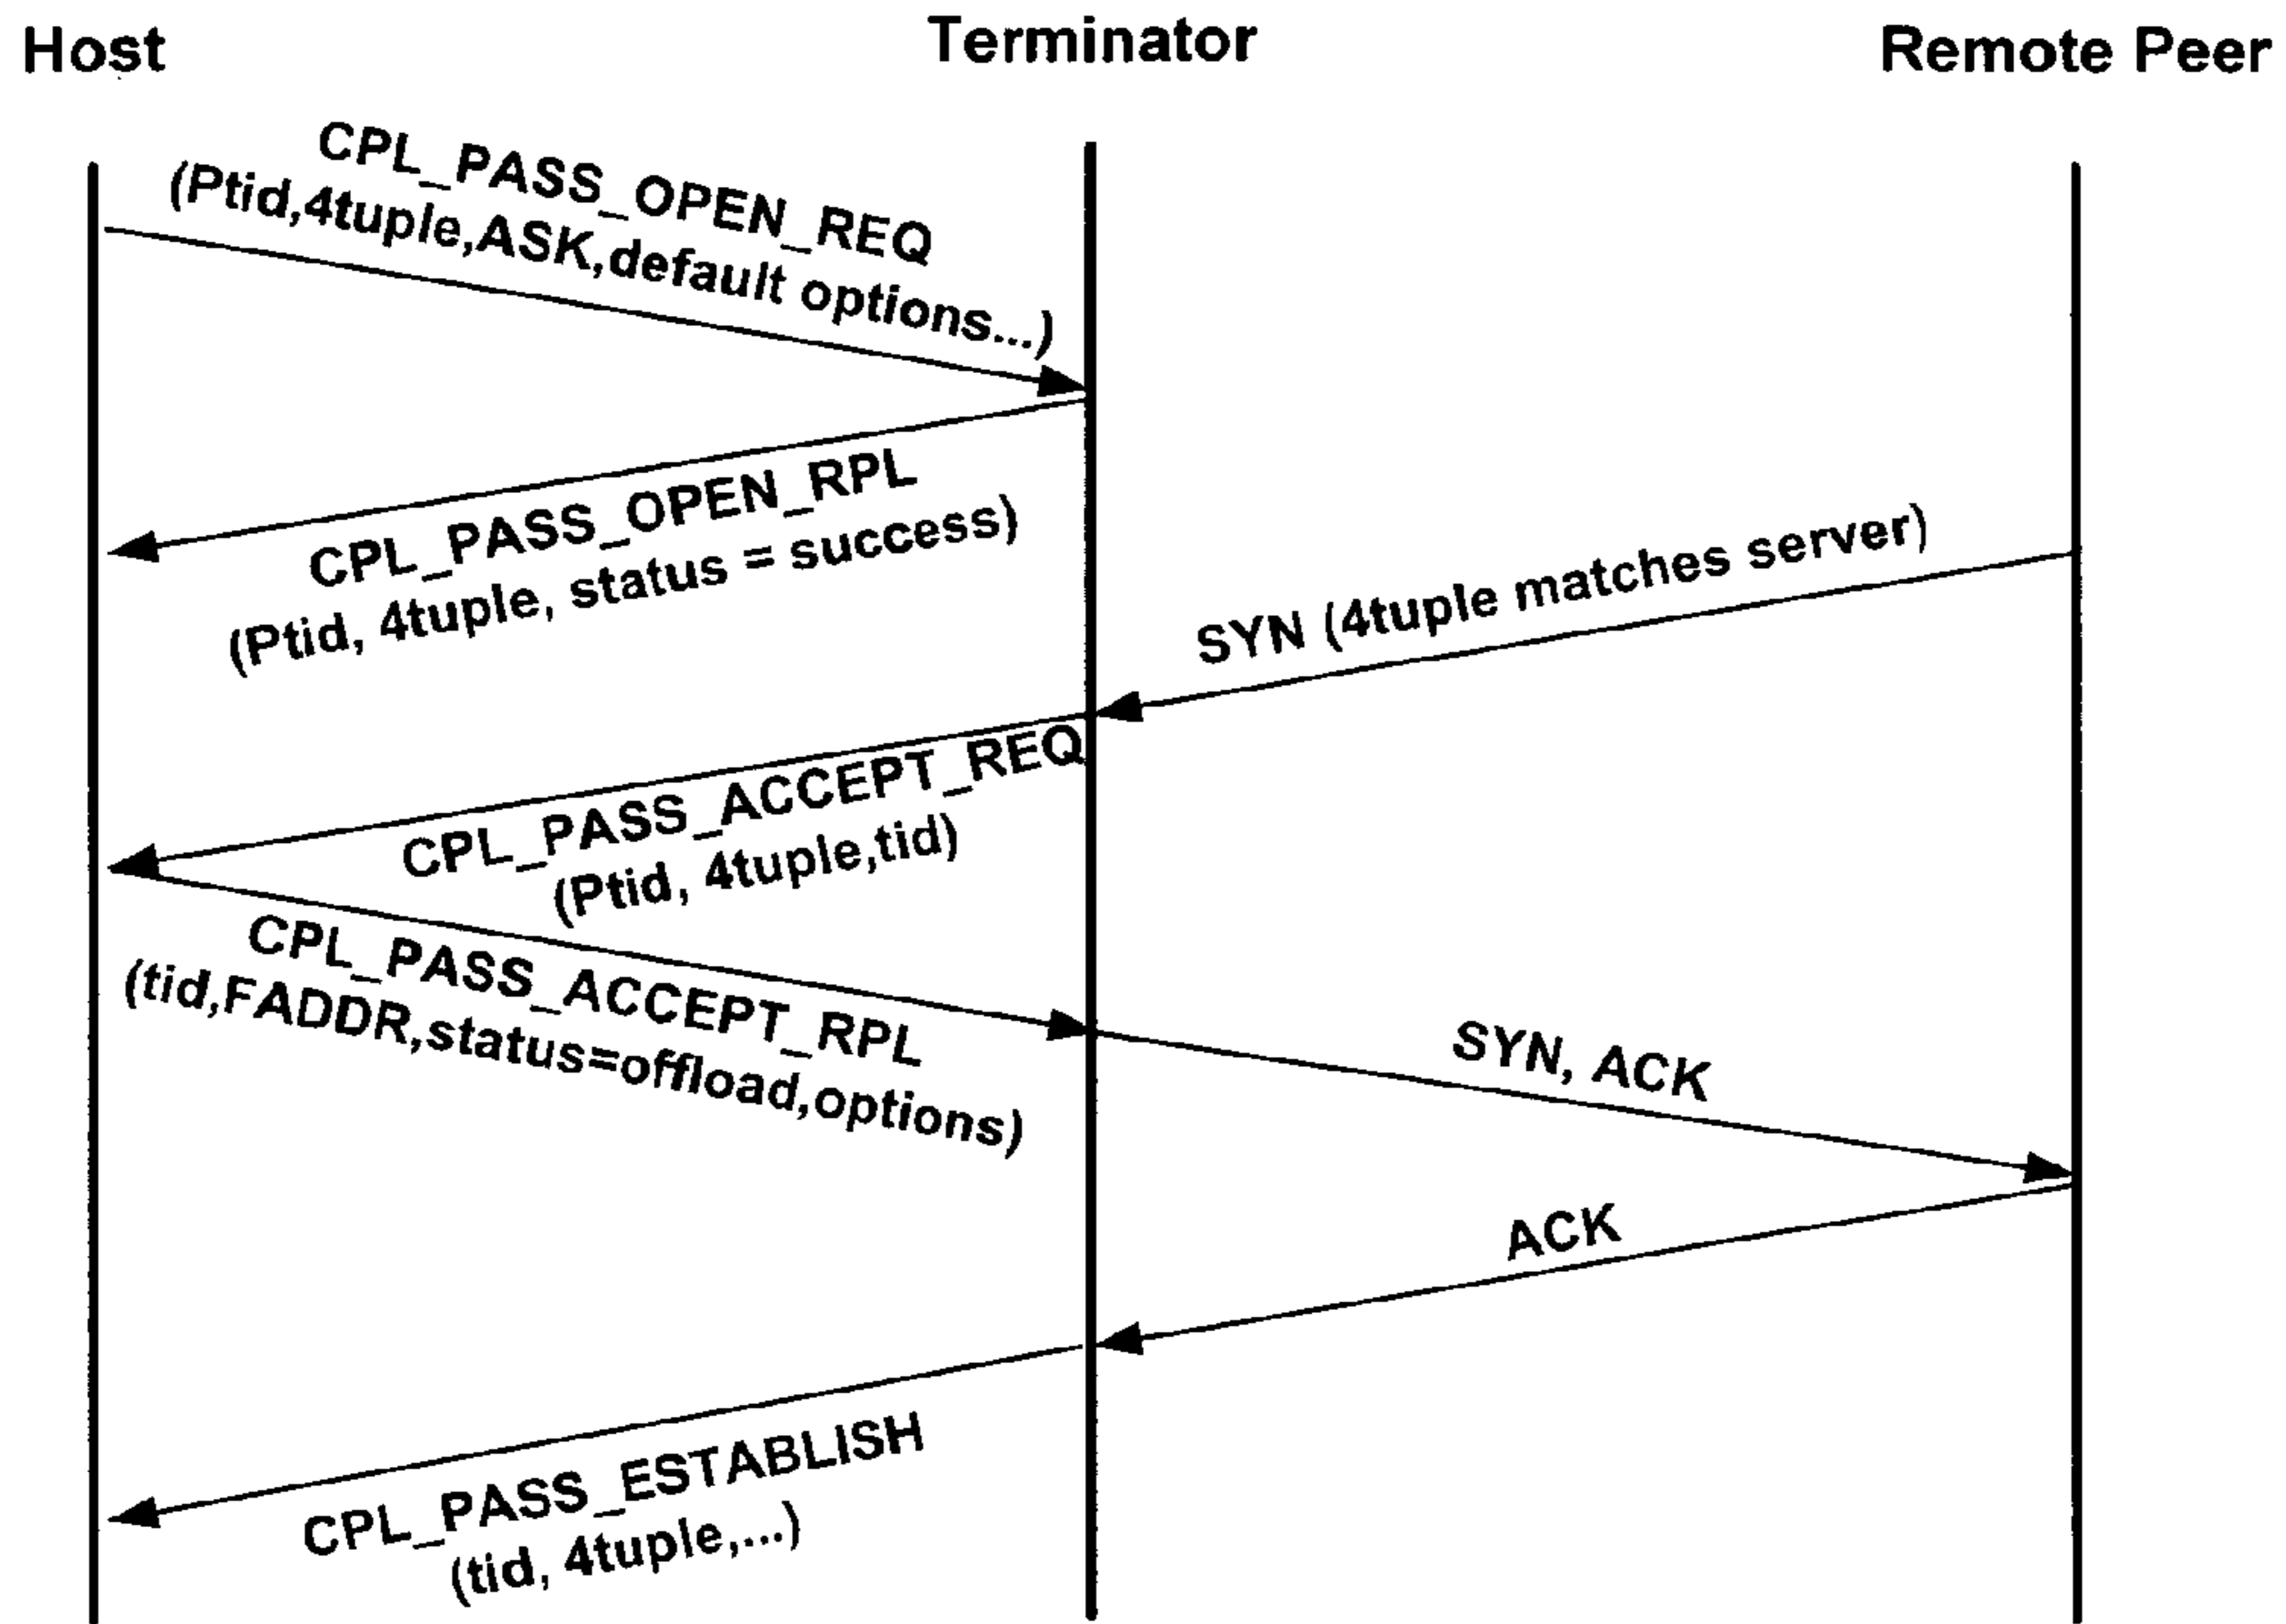 Host
Terminator
Remote Peer
CPL_PASS_OPEN_REQ
(Ptid,4tuple,ASK,default options...)
CPL_PASS_OPEN_RPL
(Ptid, 4tuple, status = success)
SYN (4tuple matches server)
CPL_PASS_ACCEPT_REQ
(Ptid, 4tuple,tid)
CPL_PASS_ACCEPT_RPL
(tid,FADDR,status=offload,options)
SYN, ACK
ACK
CPL_PASS_ESTABLISH
(tid, 4tuple,...)